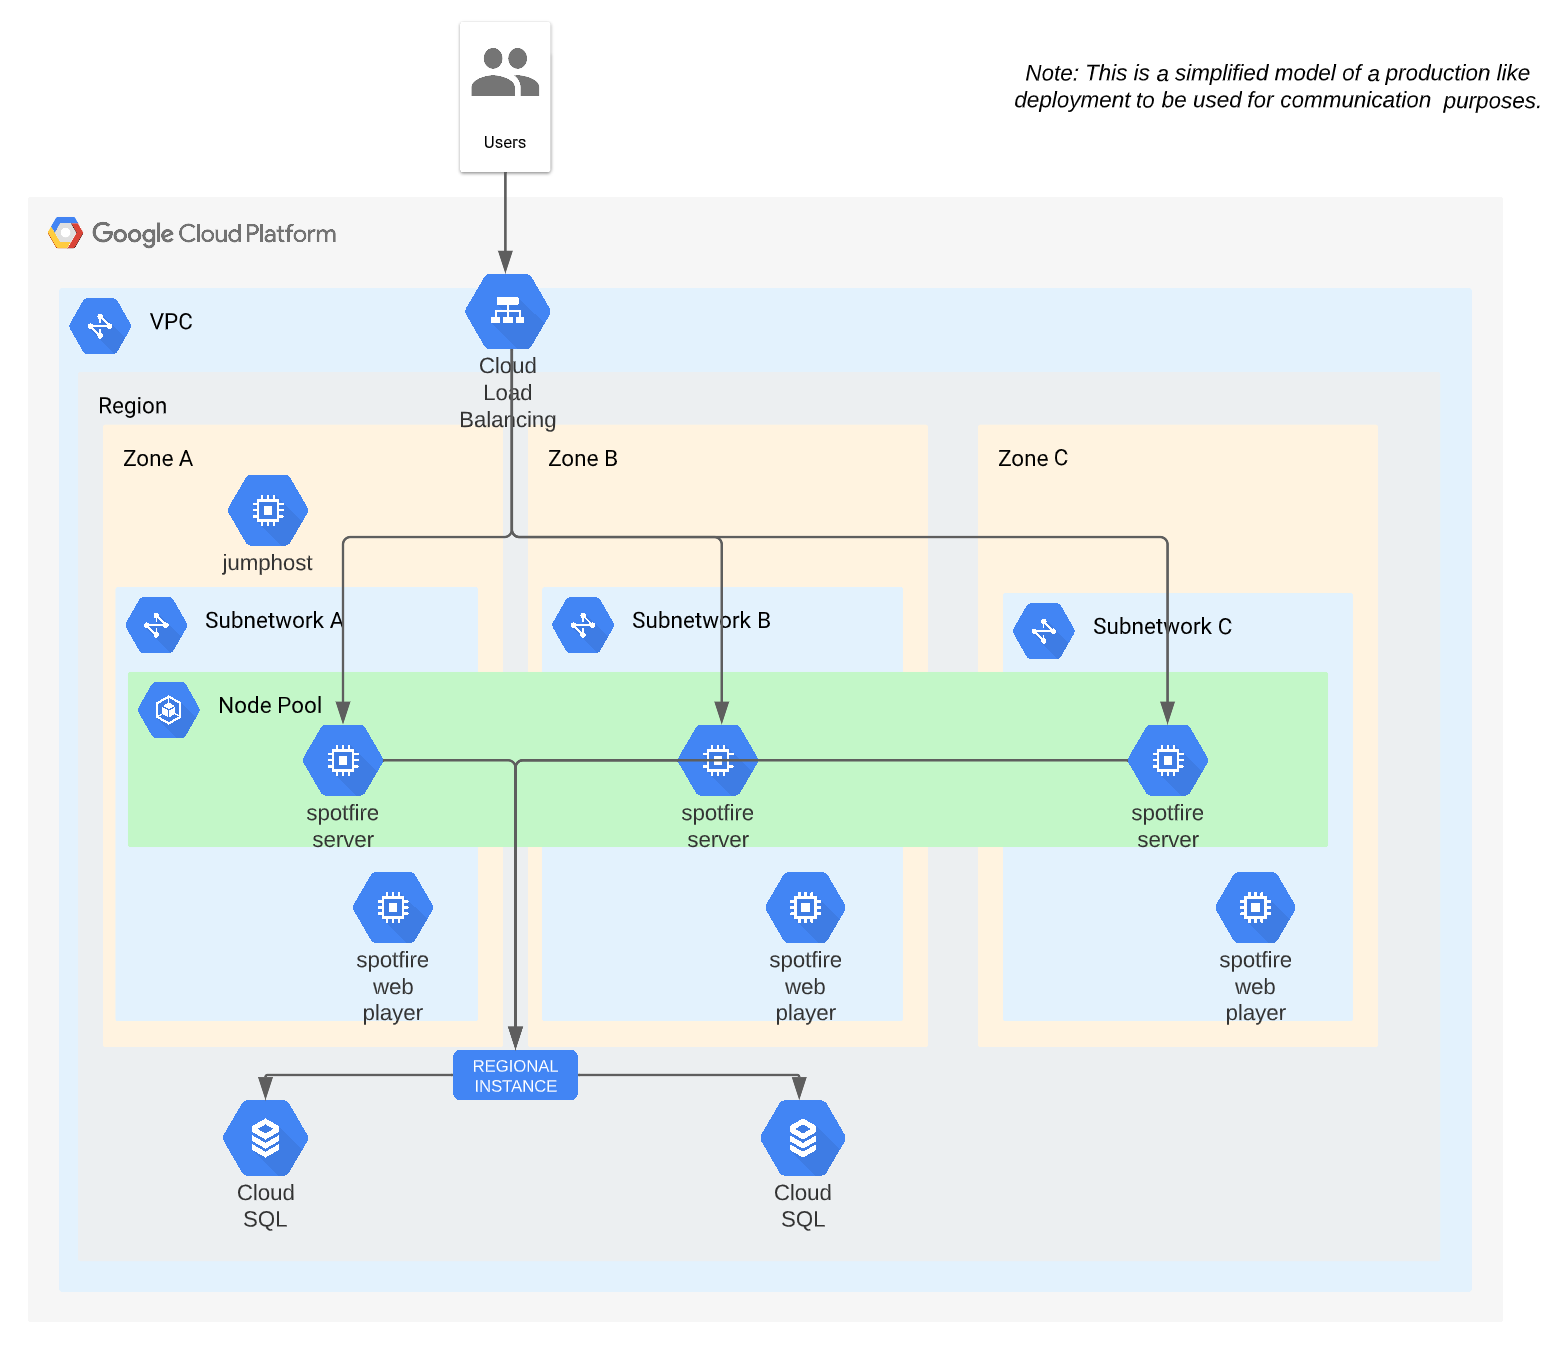 Users
Note: This is a simplified model of a production like
deployment to be used for communication purposes.
Google Cloud Platform
VPC
Cloud
Load
Balancing
Region
Zone A
Zone B
Zone C
jumphost
Subnetwork A
Subnetwork B
Subnetwork C
Node Pool
spotfire
server
spotfire
server
spotfire
server
spotfire
web
player
spotfire
web
player
spotfire
web
player
REGIONAL
INSTANCE
Cloud
SQL
Cloud
SQL